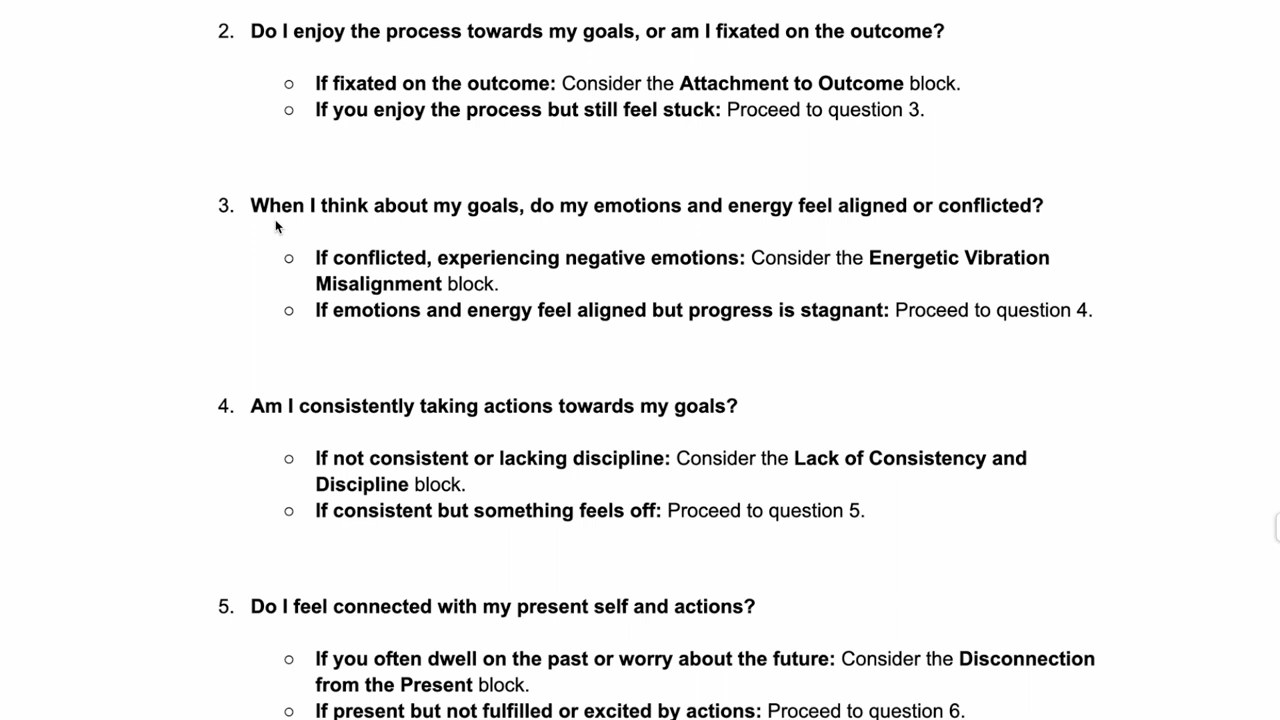 2. Do I enjoy the process towards my goals, or am I fixated on the outcome?
○ If fixated on the outcome: Consider the Attachment to Outcome block.
○ If you enjoy the process but still feel stuck: Proceed to question 3.
3. When I think about my goals, do my emotions and energy feel aligned or conflicted?
○ If conflicted, experiencing negative emotions: Consider the Energetic Vibration
Misalignment block.
○ If emotions and energy feel aligned but progress is stagnant: Proceed to question 4.
4. Am I consistently taking actions towards my goals?
○ If not consistent or lacking discipline: Consider the Lack of Consistency and
Discipline block.
○ If consistent but something feels off: Proceed to question 5.
5. Do I feel connected with my present self and actions?
○ If you often dwell on the past or worry about the future: Consider the Disconnection
from the Present block.
○ If present but not fulfilled or excited by actions: Proceed to question 6.